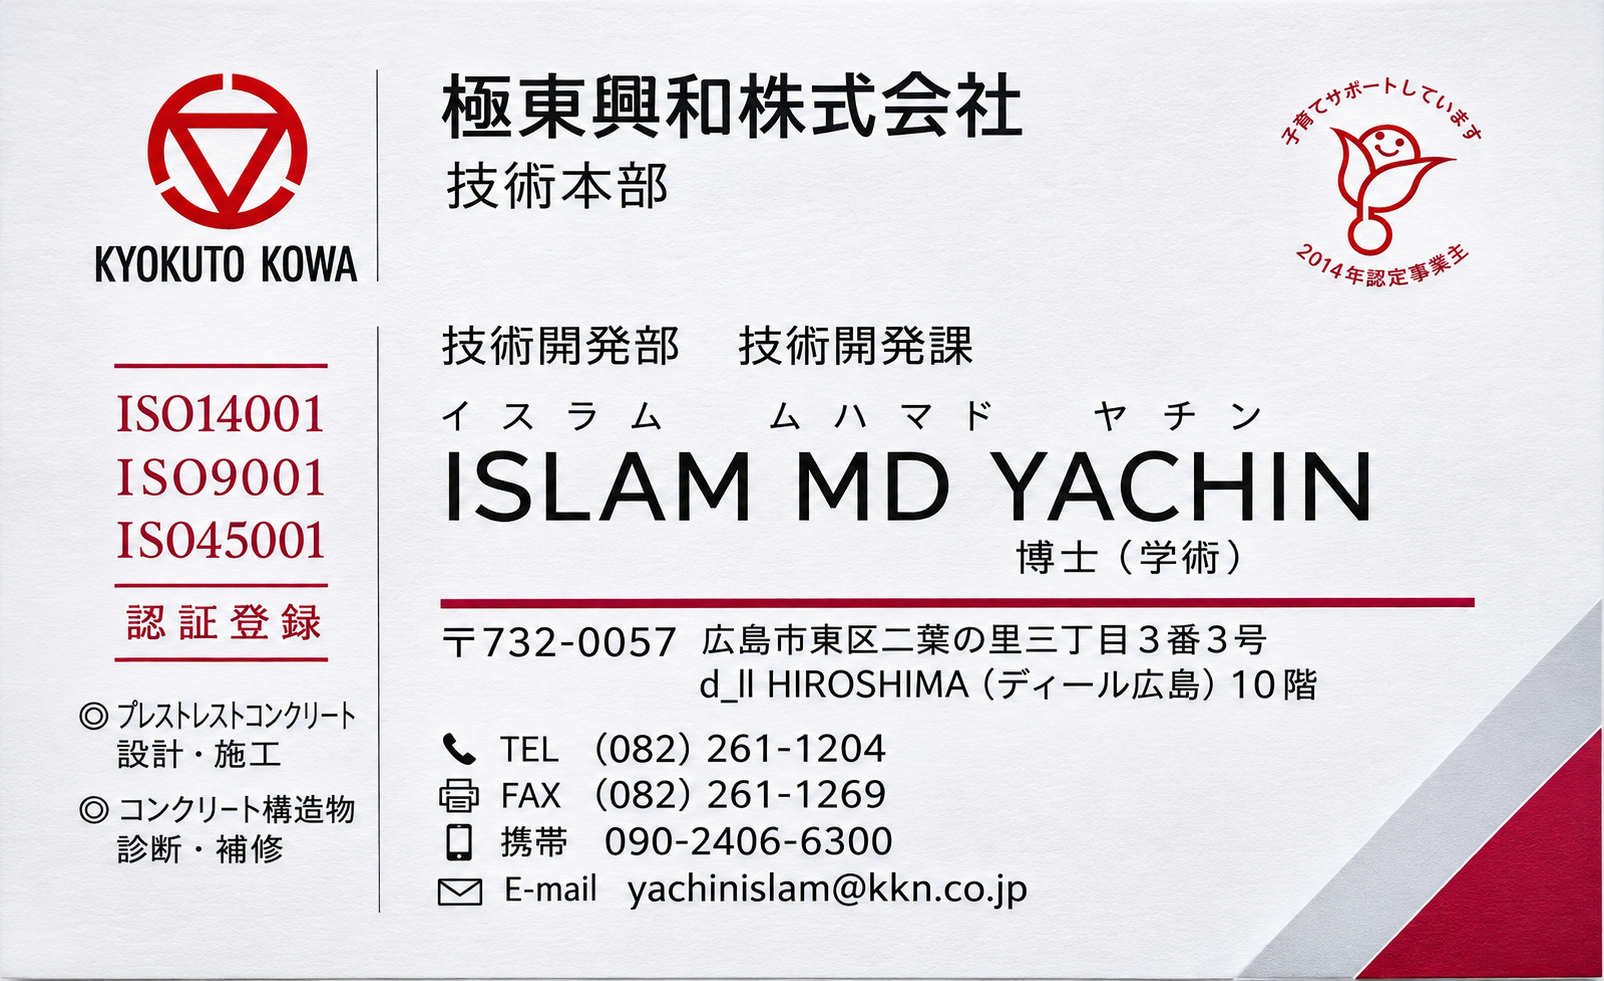 KYOKUTO KOWA
極東興和株式会社
技術本部
子育てサポートしています
2014年認定事業主
ISO14001
ISO9001
ISO45001
認証登録
◎ プレストレストコンクリート
設計・施工
◎ コンクリート構造物
診断・補修
技術開発部 技術開発課
イスラム ムハマド ヤチン
ISLAM MD YACHIN
博士（学術）
〒732-0057 広島市東区二葉の里三丁目3番3号
d_ll HIROSHIMA（ディール広島）10階
TEL （082）261-1204
FAX （082）261-1269
携帯 090-2406-6300
E-mail yachinislam@kkn.co.jp